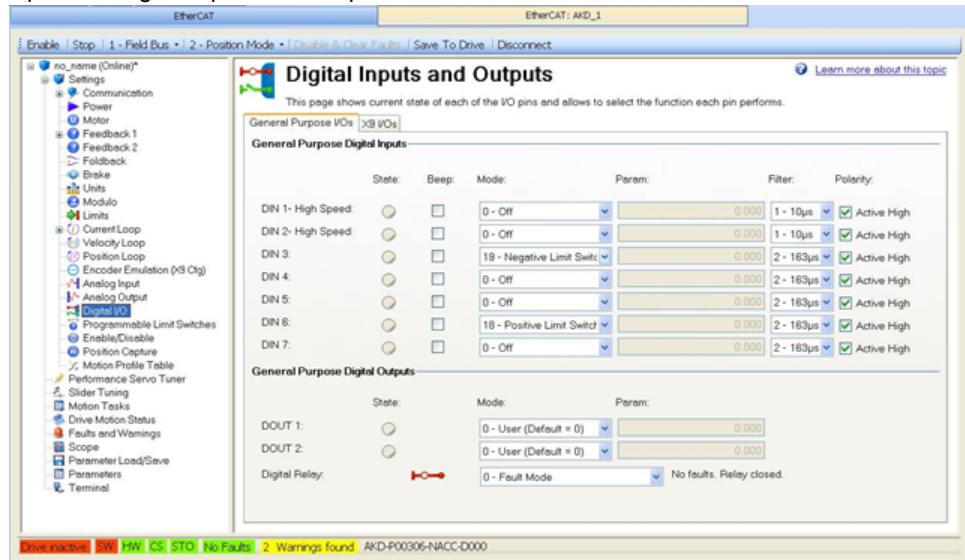 EtherCAT EtherCAT: AKD_1
Enable Stop 1 - Field Bus 2 - Position Mode Disable & Clear Faults Save To Drive Disconnect
no_name (Online)*
Settings
Communication
Power
Motor
Feedback 1
Feedback 2
Foldback
Brake
Units
Modulo
Limits
Current Loop
Velocity Loop
Position Loop
Encoder Emulation (X9 Cfg)
Analog Input
Analog Output
Digital I/O
Programmable Limit Switches
Enable/Disable
Position Capture
Motion Profile Table
Performance Servo Tuner
Slider Tuning
Motion Tasks
Drive Motion Status
Faults and Warnings
Scope
Parameter Load/Save
Parameters
Terminal
Digital Inputs and Outputs
Learn more about this topic
This page shows current state of each of the I/O pins and allows to select the function each pin performs.
General Purpose I/Os X9 I/Os
General Purpose Digital Inputs
State: Beep: Mode: Param: Filter: Polarity:
DIN 1- High Speed: 0 - Off 0.000 1 - 10µs Active High
DIN 2- High Speed: 0 - Off 0.000 1 - 10µs Active High
DIN 3: 19 - Negative Limit Switc 0.000 2 - 163µs Active High
DIN 4: 0 - Off 0.000 2 - 163µs Active High
DIN 5: 0 - Off 0.000 2 - 163µs Active High
DIN 6: 18 - Positive Limit Switch 0.000 2 - 163µs Active High
DIN 7: 0 - Off 0.000 2 - 163µs Active High
General Purpose Digital Outputs
State: Mode: Param:
DOUT 1: 0 - User (Default = 0) 0.000
DOUT 2: 0 - User (Default = 0) 0.000
Digital Relay: 0 - Fault Mode No faults. Relay closed.
Drive inactive SW HW CS STO No Faults 2 Warnings found AKD-P00306-NACC-D000